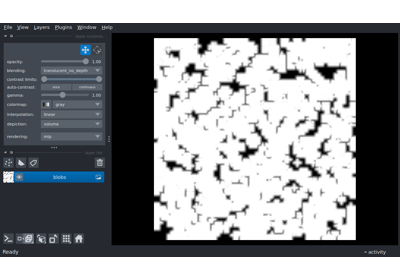 File View Layers Plugins Window Help
opacity: 1.00
blending: translucent_no_depth
contrast limits:
auto-contrast: once continuous
gamma: 1.00
colormap: gray
interpolation: linear
depiction: volume
rendering: mip
blobs
Ready activity